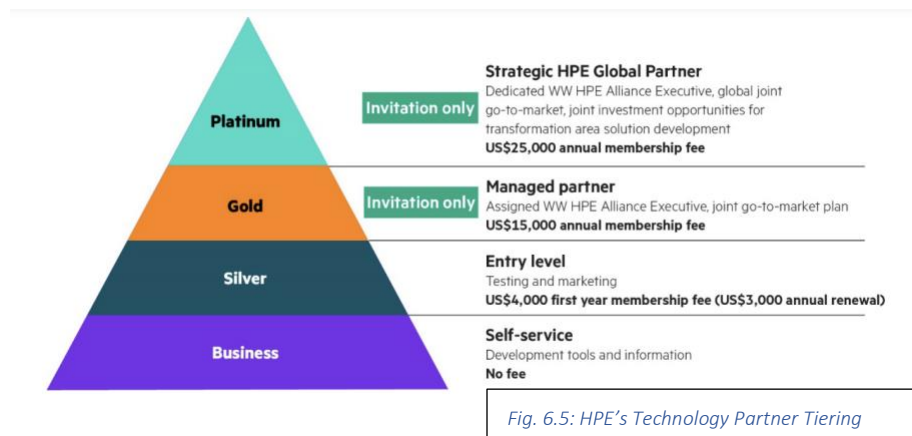 Platinum
Invitation only
Strategic HPE Global Partner
Dedicated WW HPE Alliance Executive, global joint
go-to-market, joint investment opportunities for
transformation area solution development
US$25,000 annual membership fee
Gold
Invitation only
Managed partner
Assigned WW HPE Alliance Executive, joint go-to-market plan
US$15,000 annual membership fee
Silver
Entry level
Testing and marketing
US$4,000 first year membership fee (US$3,000 annual renewal)
Business
Self-service
Development tools and information
No fee
Fig. 6.5: HPE's Technology Partner Tiering